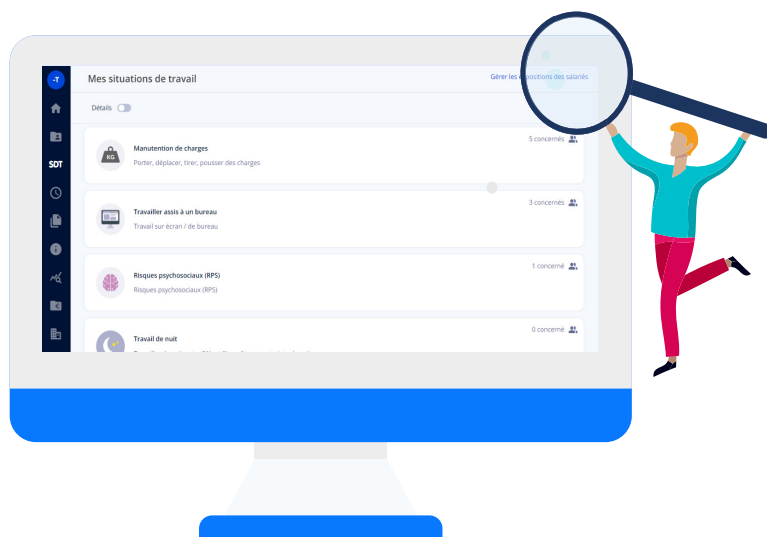 -T
Mes situations de travail
Gérer les expositions des salariés
Détails
SDT
KG
Manutention de charges
5 concernés
Porter, déplacer, tirer, pousser des charges
Travailler assis à un bureau
3 concernés
Travail sur écran / de bureau
Risques psychosociaux (RPS)
1 concerné
Risques psychosociaux (RPS)
Travail de nuit
0 concerné